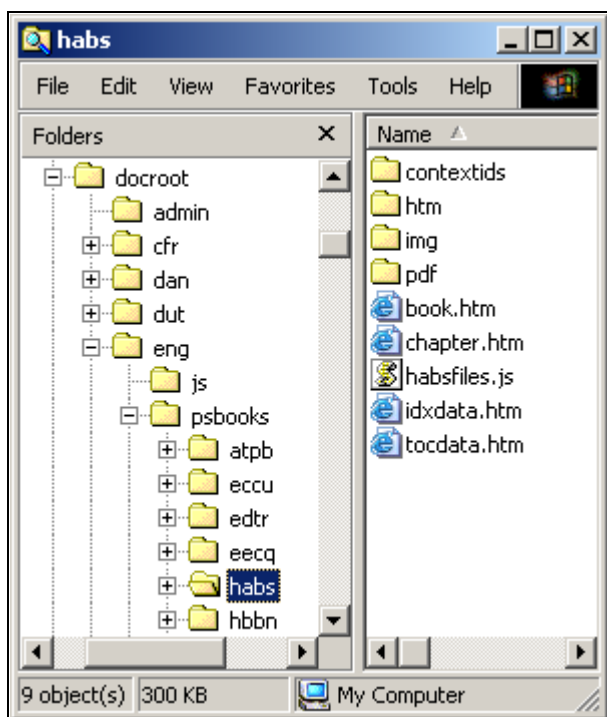 habs
File Edit View Favorites Tools Help
Folders
docroot
admin
cfr
dan
dut
eng
js
psbooks
atpb
eccu
edtr
eecq
habs
hbbn
Name
contextids
htm
img
pdf
book.htm
chapter.htm
habsfiles.js
idxdata.htm
tocdata.htm
9 object(s) 300 KB My Computer